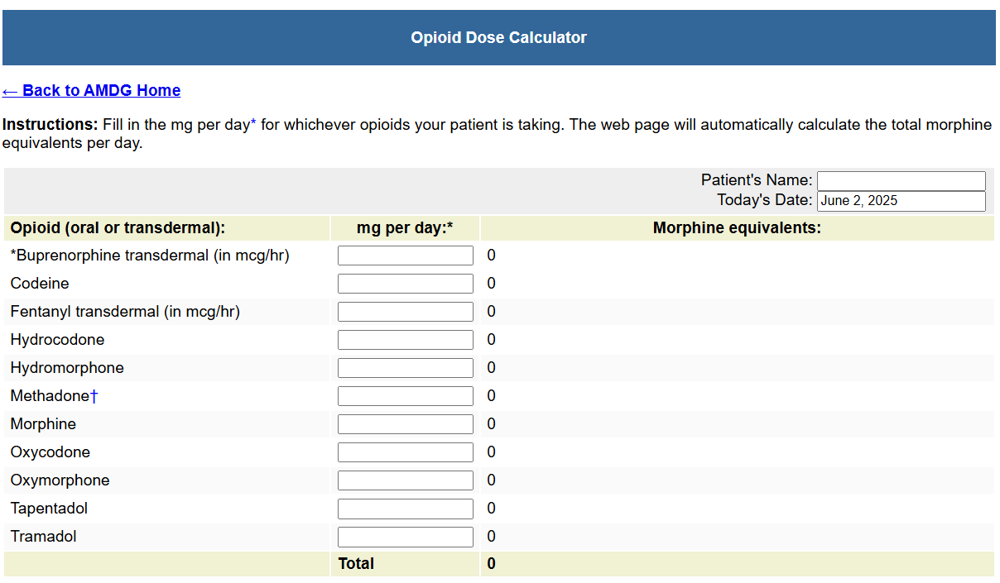 Opioid Dose Calculator
← Back to AMDG Home
Instructions: Fill in the mg per day* for whichever opioids your patient is taking. The web page will automatically calculate the total morphine
equivalents per day.
Patient's Name:
Today's Date: June 2, 2025
Opioid (oral or transdermal): mg per day:* Morphine equivalents:
*Buprenorphine transdermal (in mcg/hr) 0
Codeine 0
Fentanyl transdermal (in mcg/hr) 0
Hydrocodone 0
Hydromorphone 0
Methadone† 0
Morphine 0
Oxycodone 0
Oxymorphone 0
Tapentadol 0
Tramadol 0
Total 0